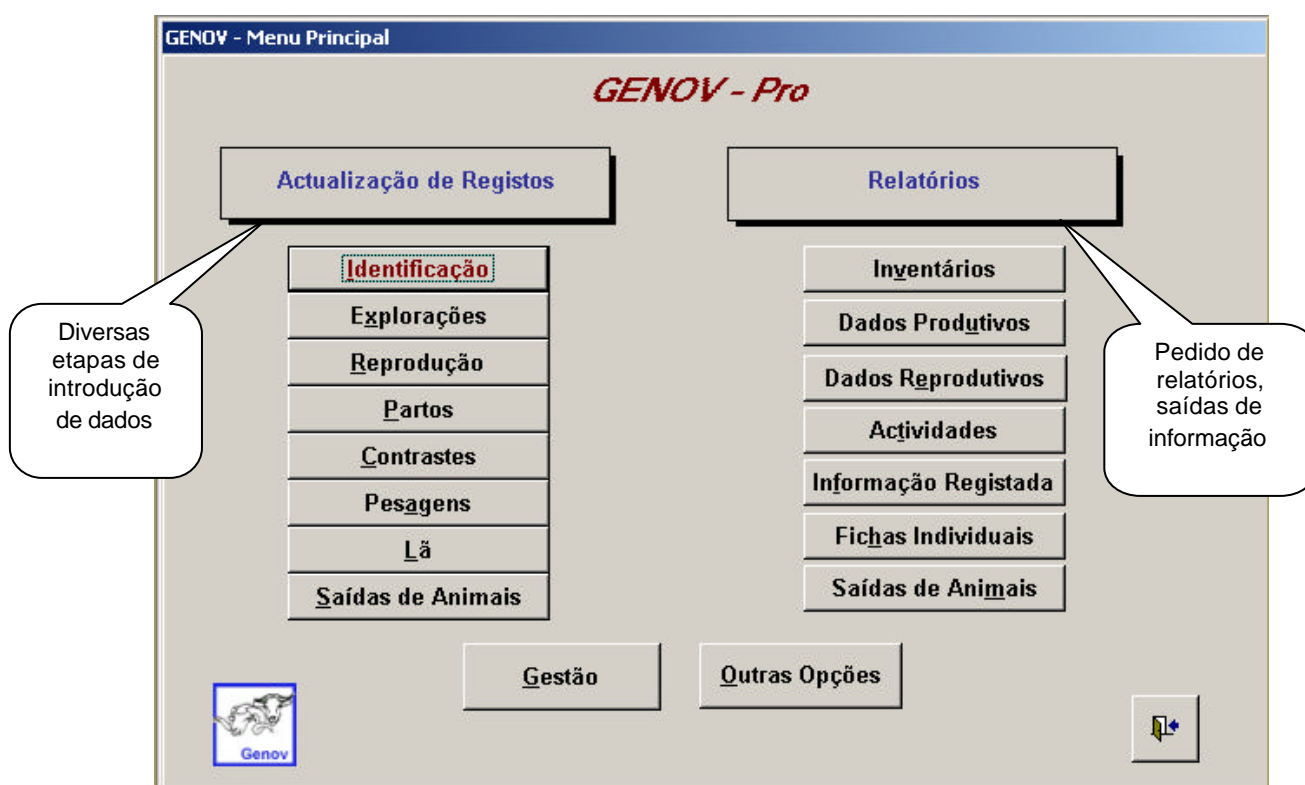 GENOV - Menu Principal
GENOV - Pro
Actualização de Registos
Relatórios
Identificação
Explorações
Reprodução
Partos
Contrastes
Pesagens
Lã
Saídas de Animais
Inventários
Dados Produtivos
Dados Reprodutivos
Actividades
Informação Registada
Fichas Individuais
Saídas de Animais
Diversas
etapas de
introdução
de dados
Pedido de
relatórios,
saídas de
informação
Gestão
Outras Opções
Genov